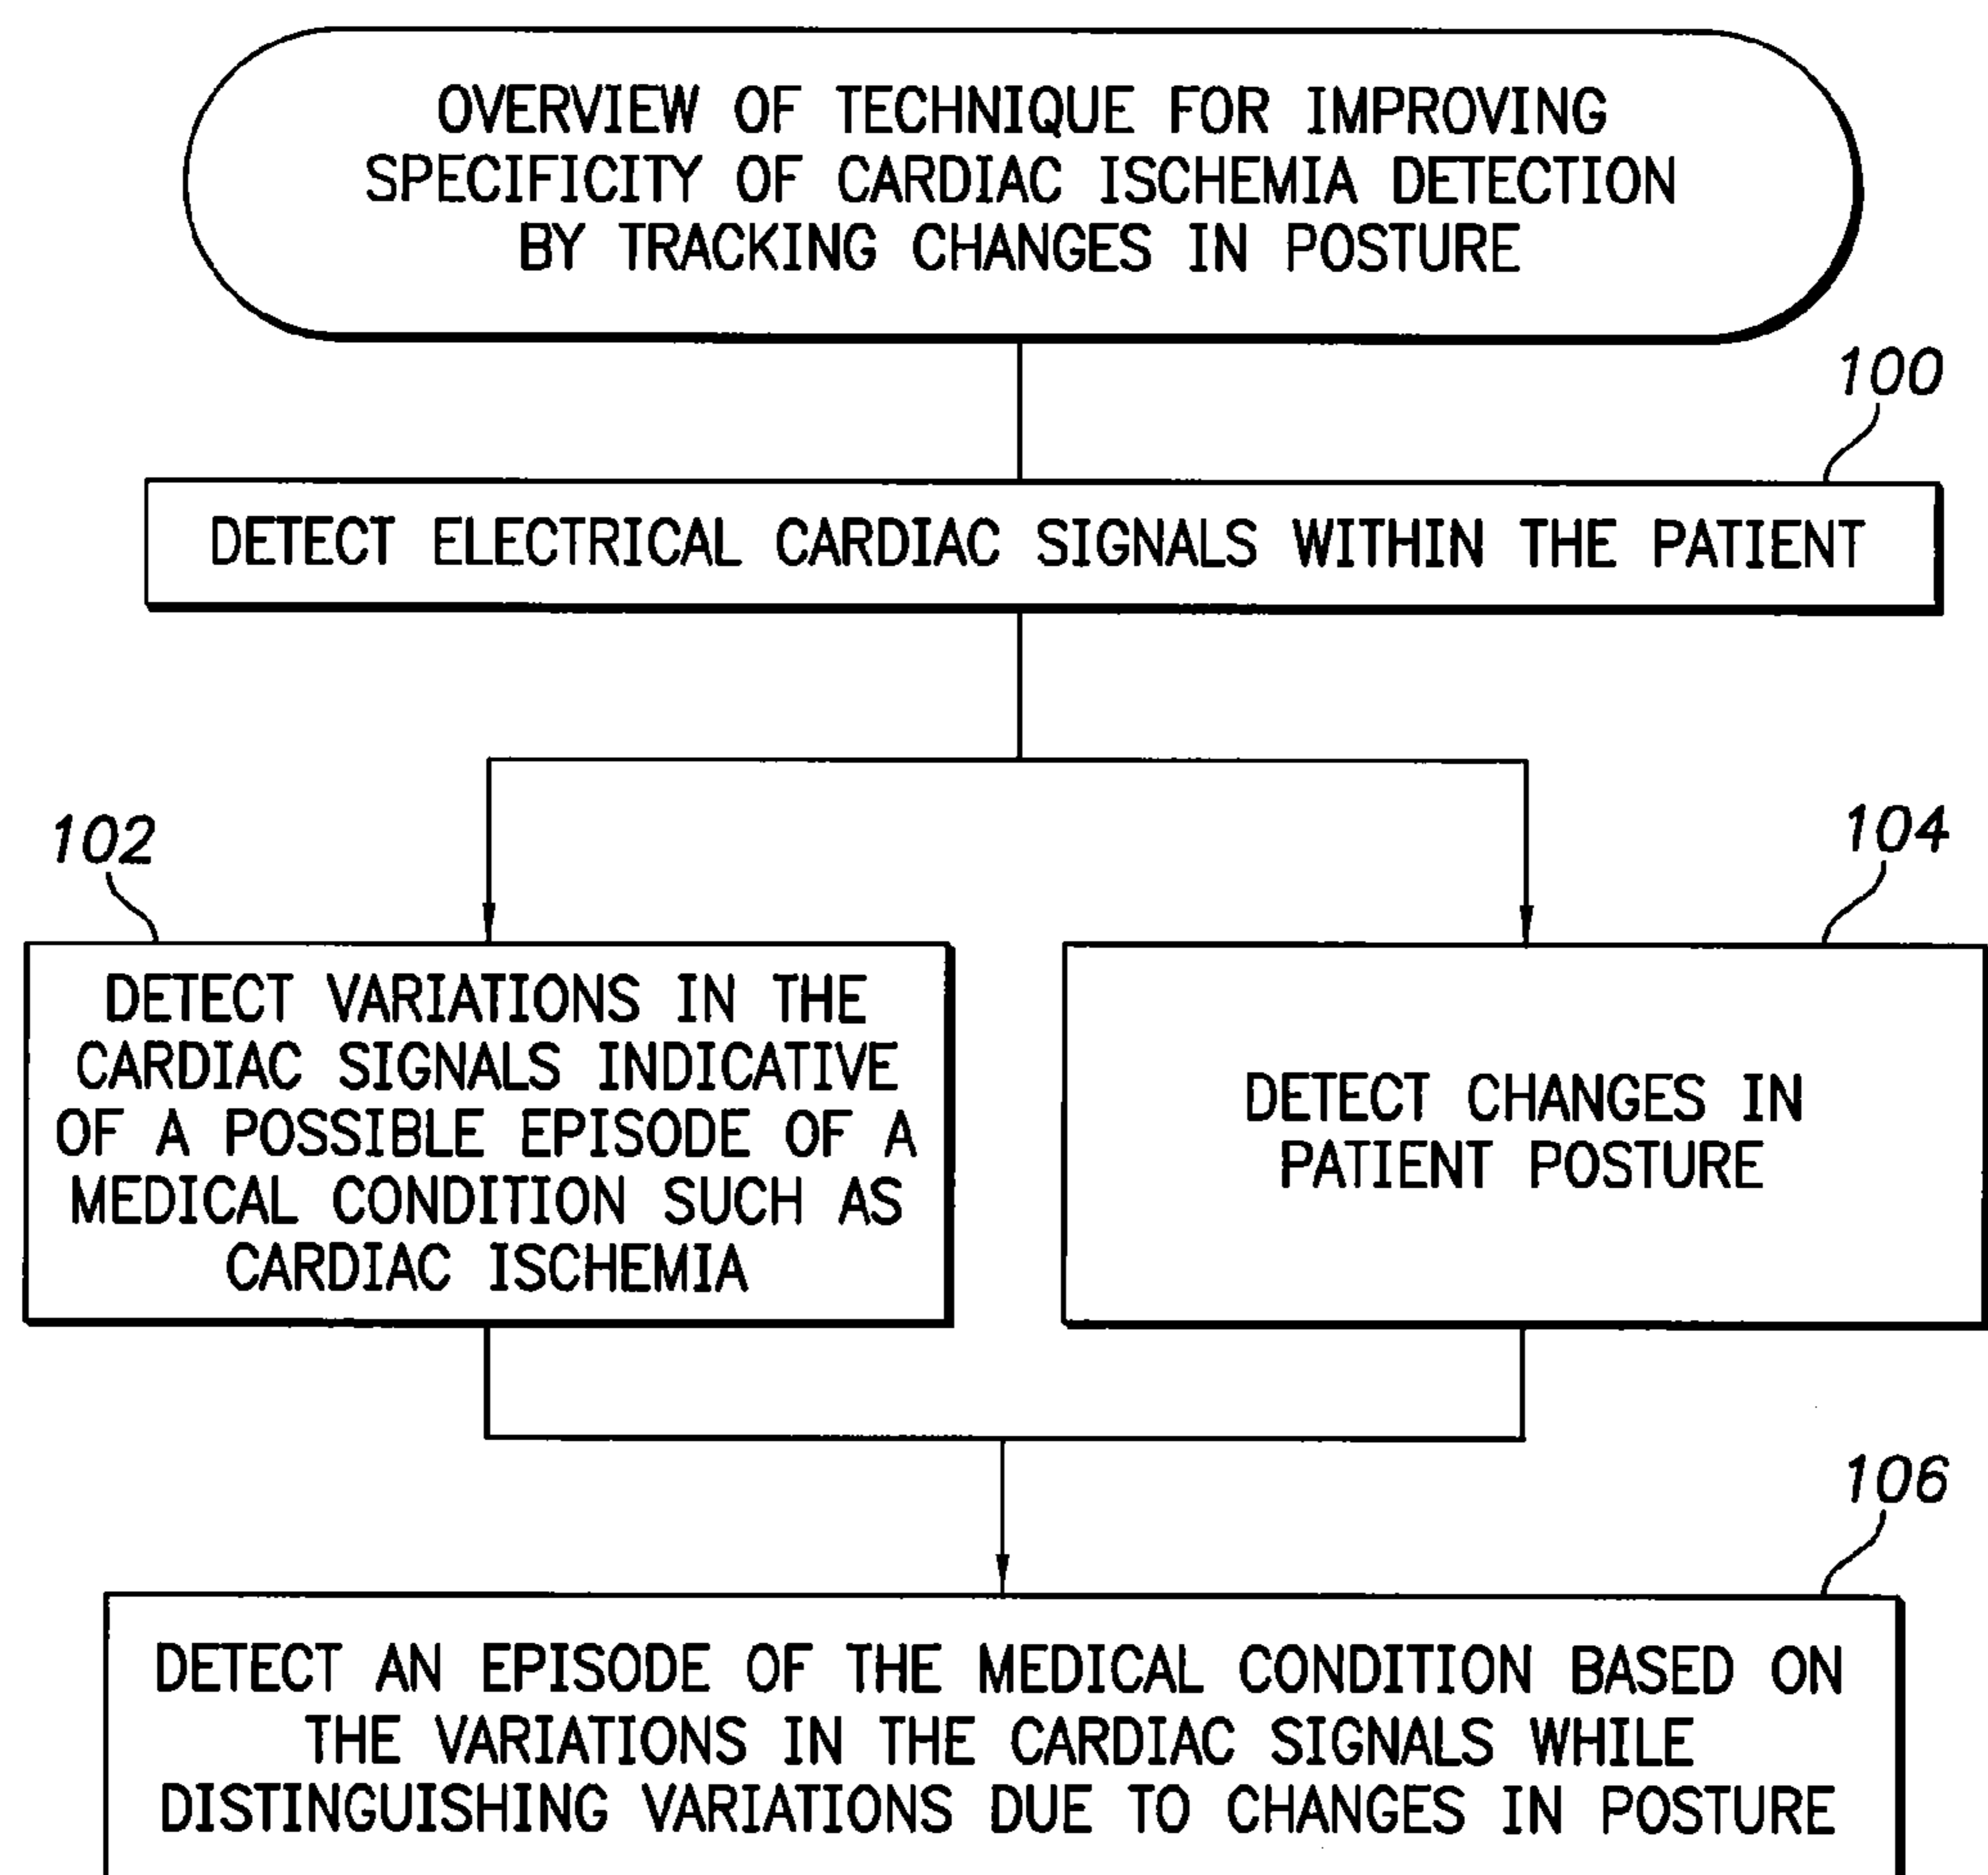 OVERVIEW OF TECHNIQUE FOR IMPROVING
SPECIFICITY OF CARDIAC ISCHEMIA DETECTION
BY TRACKING CHANGES IN POSTURE
100
DETECT ELECTRICAL CARDIAC SIGNALS WITHIN THE PATIENT
102
DETECT VARIATIONS IN THE
CARDIAC SIGNALS INDICATIVE
OF A POSSIBLE EPISODE OF A
MEDICAL CONDITION SUCH AS
CARDIAC ISCHEMIA
104
DETECT CHANGES IN
PATIENT POSTURE
106
DETECT AN EPISODE OF THE MEDICAL CONDITION BASED ON
THE VARIATIONS IN THE CARDIAC SIGNALS WHILE
DISTINGUISHING VARIATIONS DUE TO CHANGES IN POSTURE